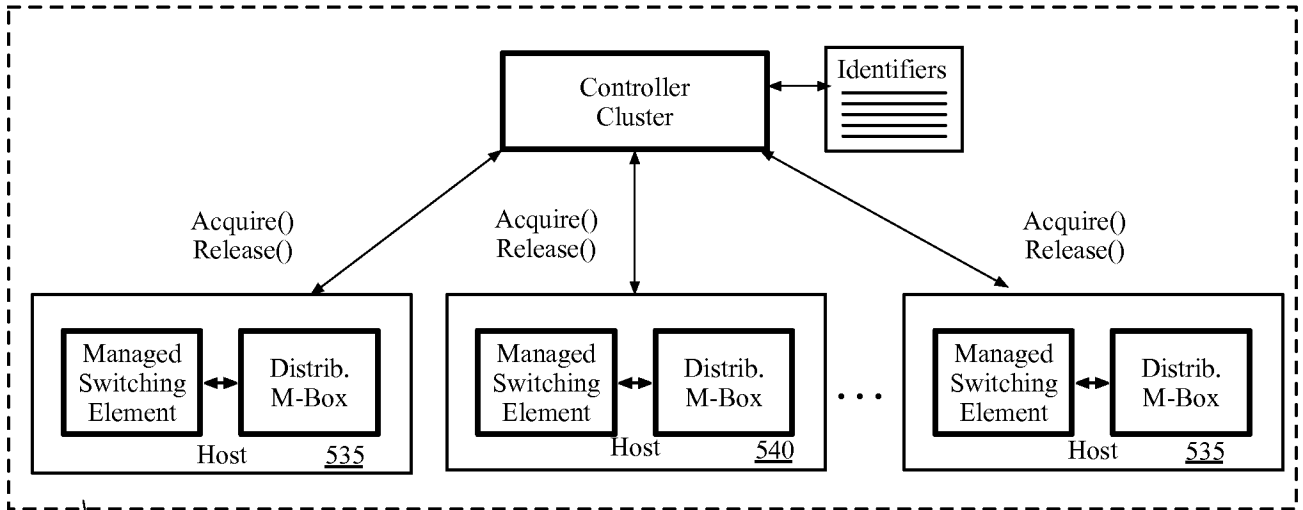 Controller
Cluster
Identifiers
Acquire()
Release()
Acquire()
Release()
Acquire()
Release()
Managed
Switching
Element
Distrib.
M-Box
Host
535
Managed
Switching
Element
Distrib.
M-Box
Host
540
Managed
Switching
Element
Distrib.
M-Box
Host
535